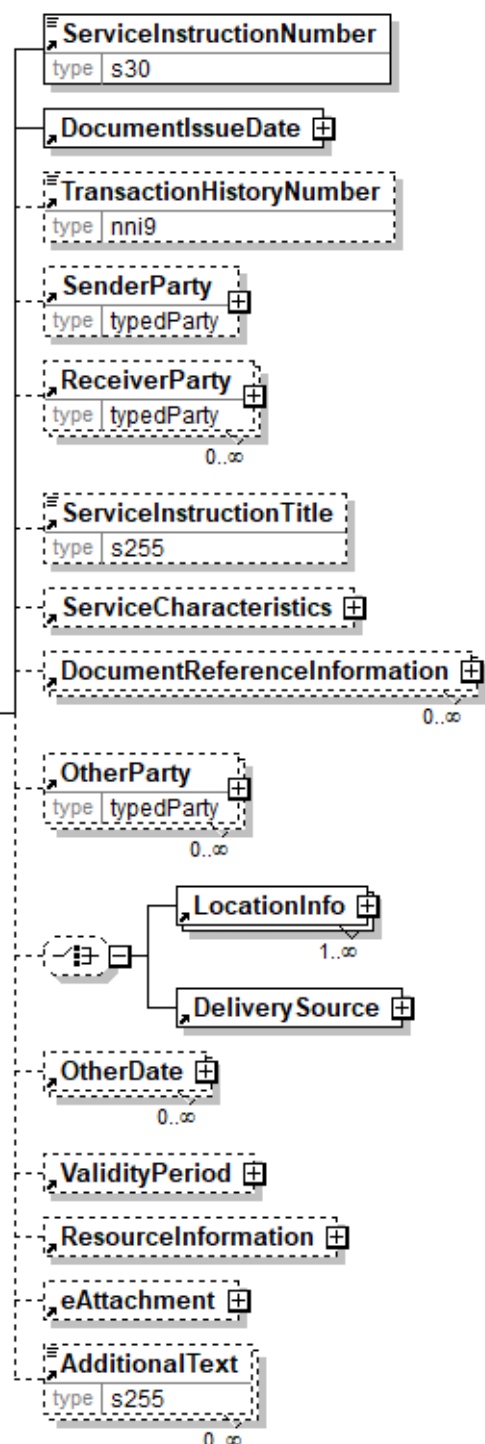 ServiceInstructionNumber
type s30
DocumentIssueDate
TransactionHistoryNumber
type nni9
SenderParty
type typedParty
ReceiverParty
type typedParty
0..∞
ServiceInstructionTitle
type s255
ServiceCharacteristics
DocumentReferenceInformation
0..∞
OtherParty
type typedParty
0..∞
LocationInfo
1..∞
DeliverySource
OtherDate
0..∞
ValidityPeriod
ResourceInformation
eAttachment
AdditionalText
type s255
0..∞